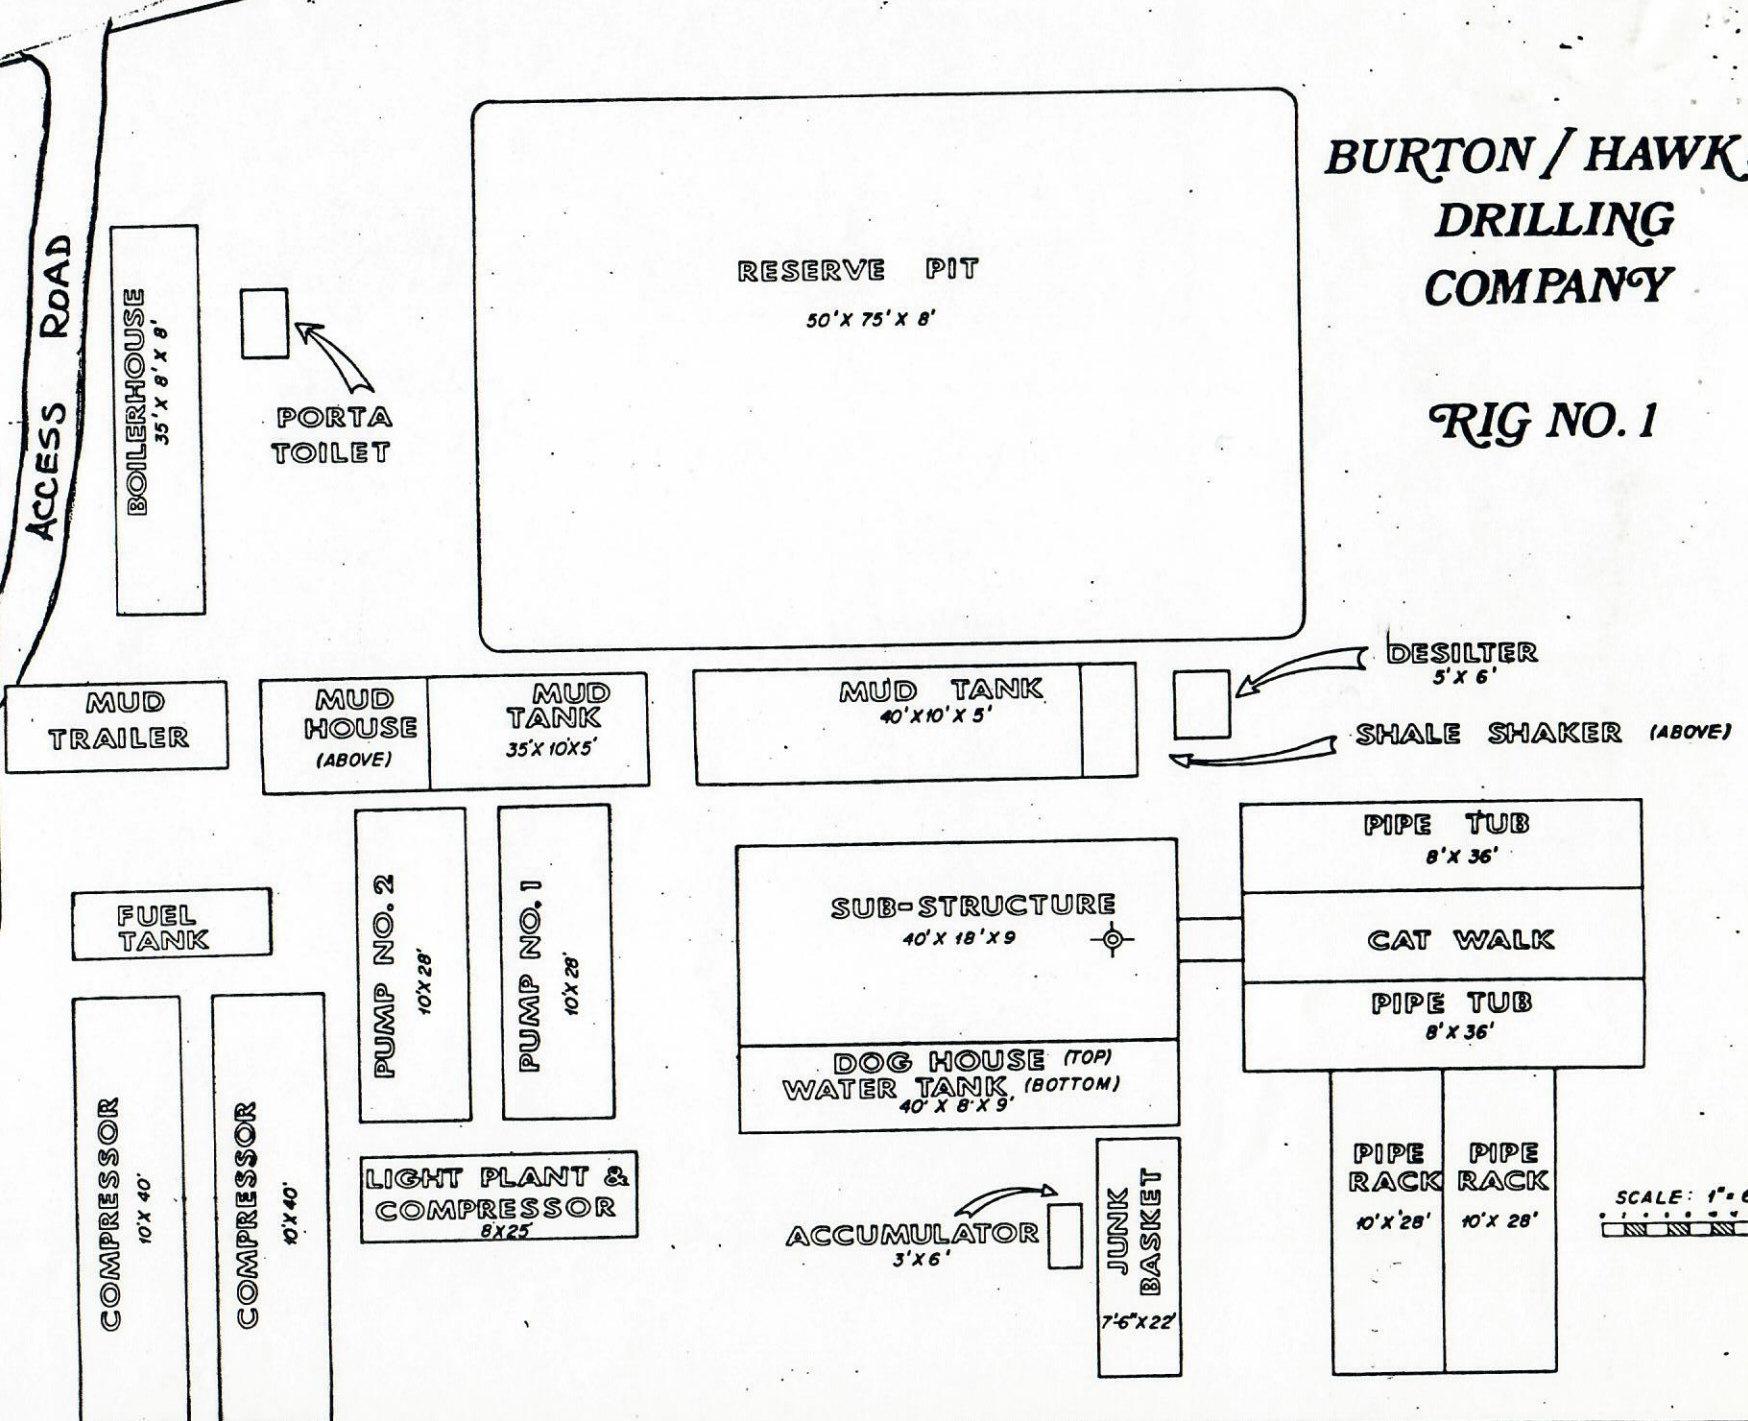 BURTON / HAWK
DRILLING
COMPANY
RIG NO. 1
ACCESS ROAD
BOILERHOUSE
35' X 8' X 8'
PORTA
TOILET
RESERVE PIT
50' X 75' X 8'
DESILTER
5' X 6'
SHALE SHAKER (ABOVE)
MUD
TRAILER
MUD
HOUSE
(ABOVE)
MUD
TANK
35' X 10 X 5'
MUD TANK
40' X 10' X 5'
PIPE TUB
8' X 36'
CAT WALK
PIPE TUB
8' X 36'
SUB-STRUCTURE
40' X 18' X 9
DOG HOUSE (TOP)
WATER TANK, (BOTTOM)
40' X 8' X 9'
FUEL
TANK
PUMP NO. 2
10' X 28'
PUMP NO. 1
10' X 28'
COMPRESSOR
10' X 40'
COMPRESSOR
10' X 40'
LIGHT PLANT &
COMPRESSOR
8 X 25'
ACCUMULATOR
3' X 6'
JUNK
BASKET
7'-6" X 22'
PIPE
RACK
10' X 28'
PIPE
RACK
10' X 28'
SCALE: 1" =